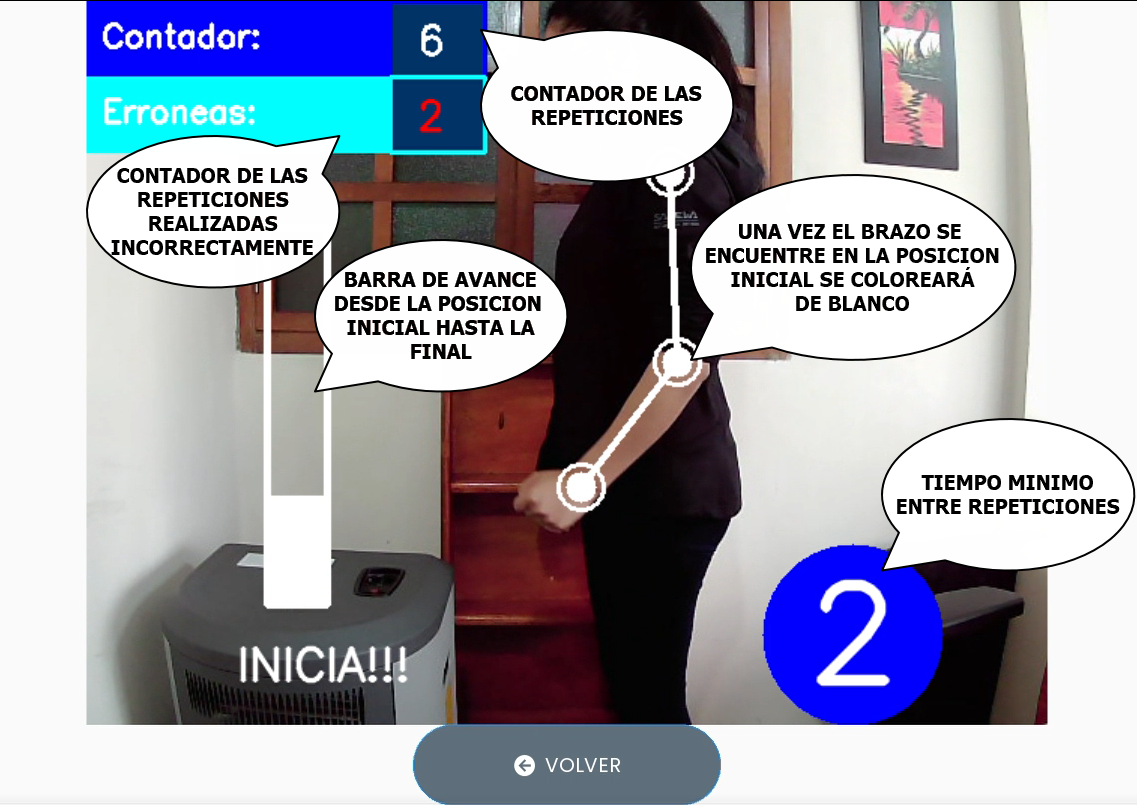 Contador:
6
Erroneas:
2
CONTADOR DE LAS
REPETICIONES
CONTADOR DE LAS
REPETICIONES
REALIZADAS
INCORRECTAMENTE
UNA VEZ EL BRAZO SE
ENCUENTRE EN LA POSICION
INICIAL SE COLOREARÁ
DE BLANCO
BARRA DE AVANCE
DESDE LA POSICION
INICIAL HASTA LA
FINAL
TIEMPO MINIMO
ENTRE REPETICIONES
2
INICIA!!!
VOLVER